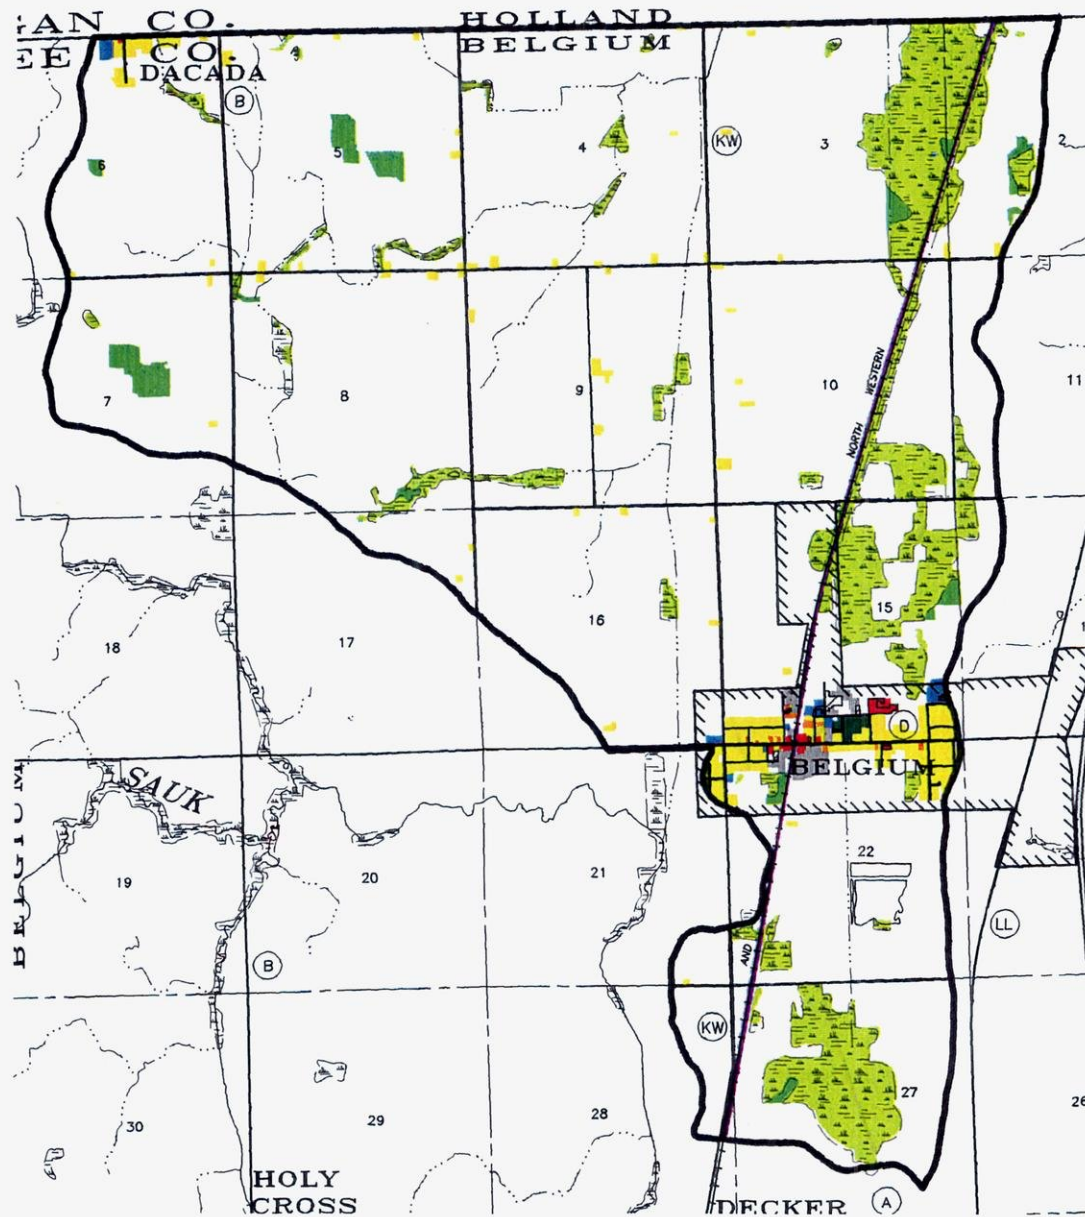 GAN CO.
EE CO.
HOLLAND
BELGIUM
DACADA
B
KW
6
5
4
3
2
WESTERN
NORTH
7
8
9
10
11
18
17
16
15
D
BELGIUM
BELGIUM
SAUK
19
20
21
22
LL
AND
B
KW
30
29
28
27
26
HOLY
CROSS
DECKER
A